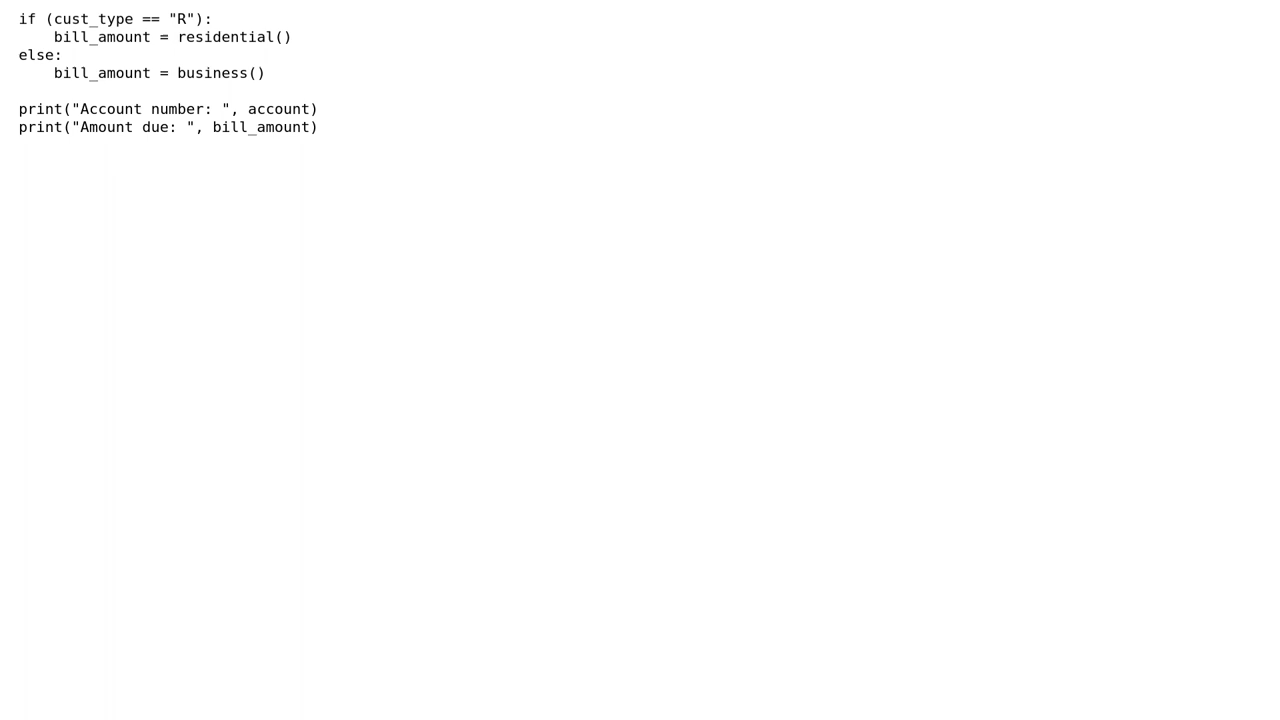 if (cust_type == "R"):
    bill_amount = residential()
else:
    bill_amount = business()

print("Account number: ", account)
print("Amount due: ", bill_amount)